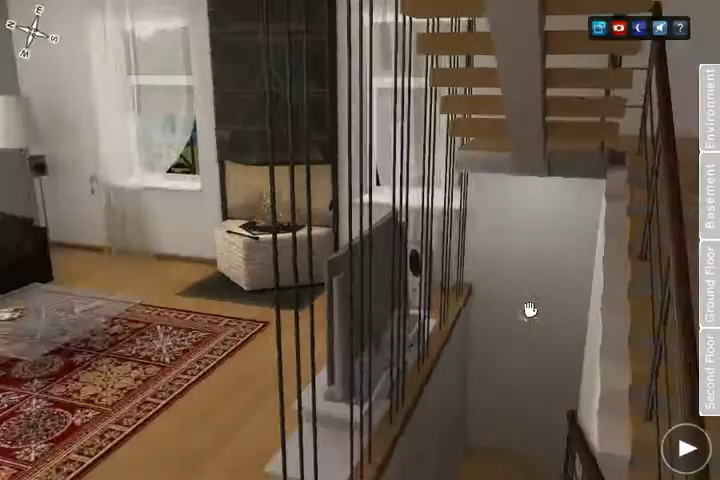 E
N
S
W
?
Environment
Basement
Ground Floor
Second Floor